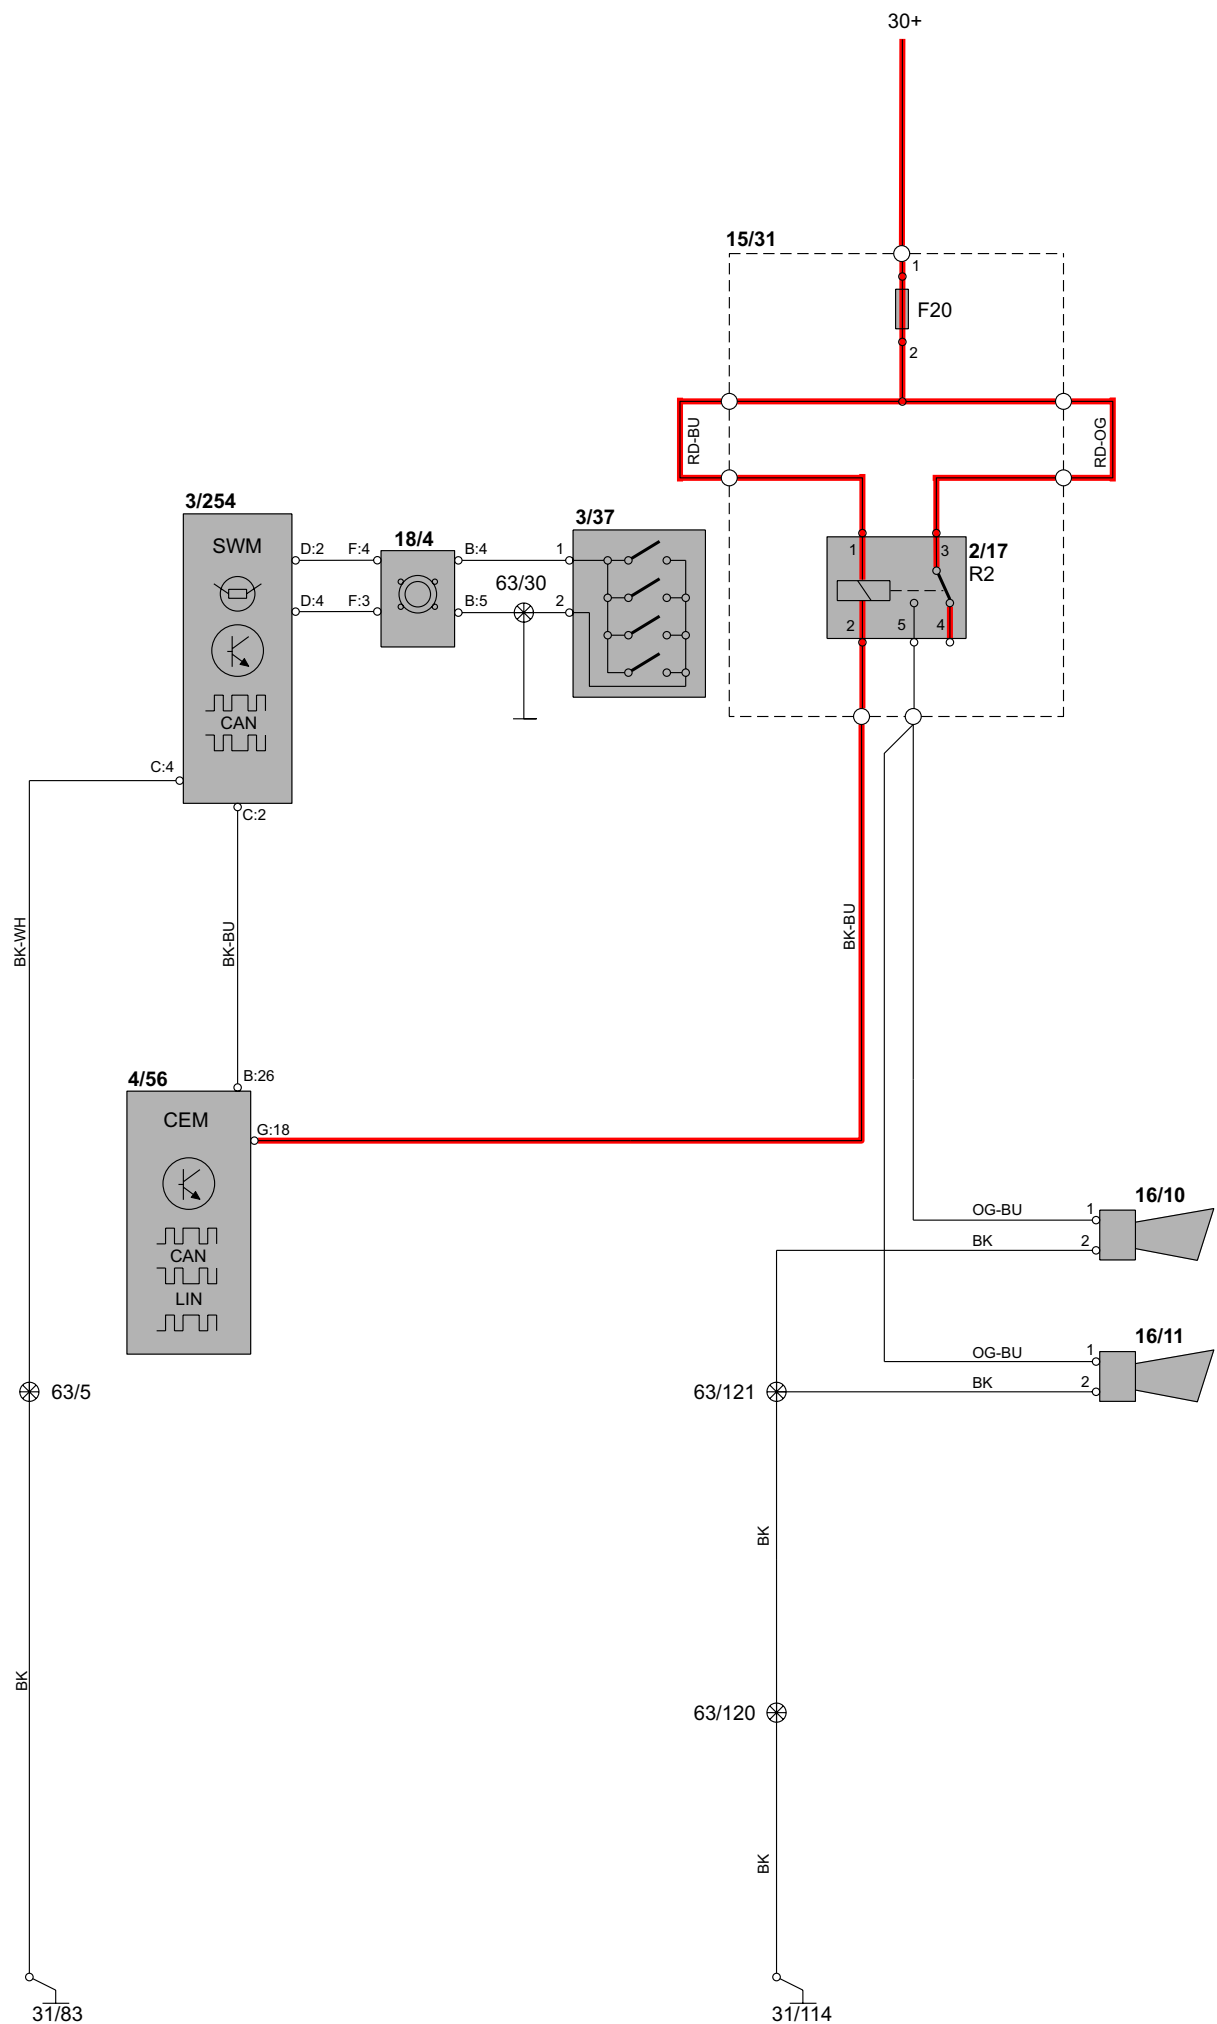 30+
15/31
1
F20
2
RD-BU
RD-OG
3/254
SWM
CAN
D:2
F:4
18/4
B:4
1
3/37
63/30
D:4
F:3
B:5
2
1
3
2/17
R2
2
5
4
C:4
C:2
BK-WH
BK-BU
BK-BU
4/56
B:26
CEM
G:18
CAN
LIN
OG-BU
1
16/10
BK
2
OG-BU
1
16/11
63/5
63/121
BK
2
BK
BK
63/120
BK
31/83
31/114